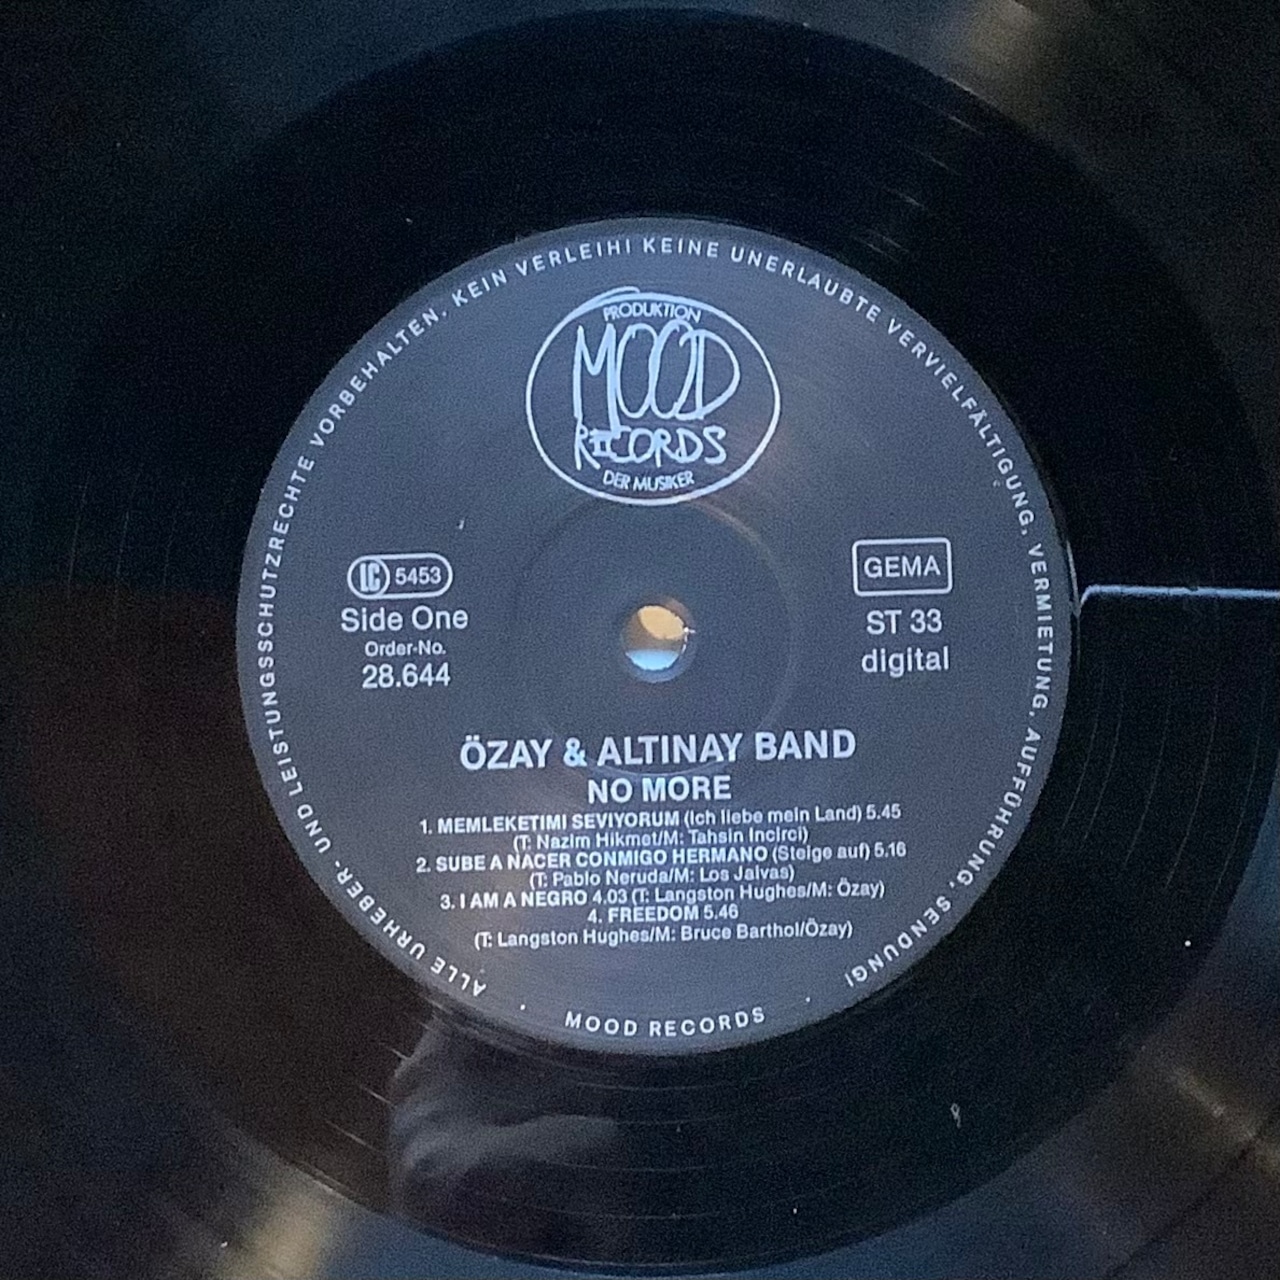 ALLE URHEBER- UND LEISTUNGSSCHUTZRECHTE VORBEHALTEN. KEIN VERLEIH! KEINE UNERLAUBTE VERVIELFÄLTIGUNG, VERMIETUNG, AUFFÜHRUNG, SENDUNG!
PRODUKTION
MOOD
RECORDS
DER MUSIKER
LC 5453
Side One
Order-No.
28.644
GEMA
ST 33
digital
ÖZAY & ALTINAY BAND
NO MORE
1. MEMLEKETIMI SEVIYORUM (Ich liebe mein Land) 5.45
(T: Nazim Hikmet/M: Tahsin Incirci)
2. SUBE A NACER CONMIGO HERMANO (Steige auf) 5.16
(T: Pablo Neruda/M: Los Jaivas)
3. I AM A NEGRO 4.03 (T: Langston Hughes/M: Özay)
4. FREEDOM 5.46
(T: Langston Hughes/M: Bruce Barthol/Özay)
MOOD RECORDS